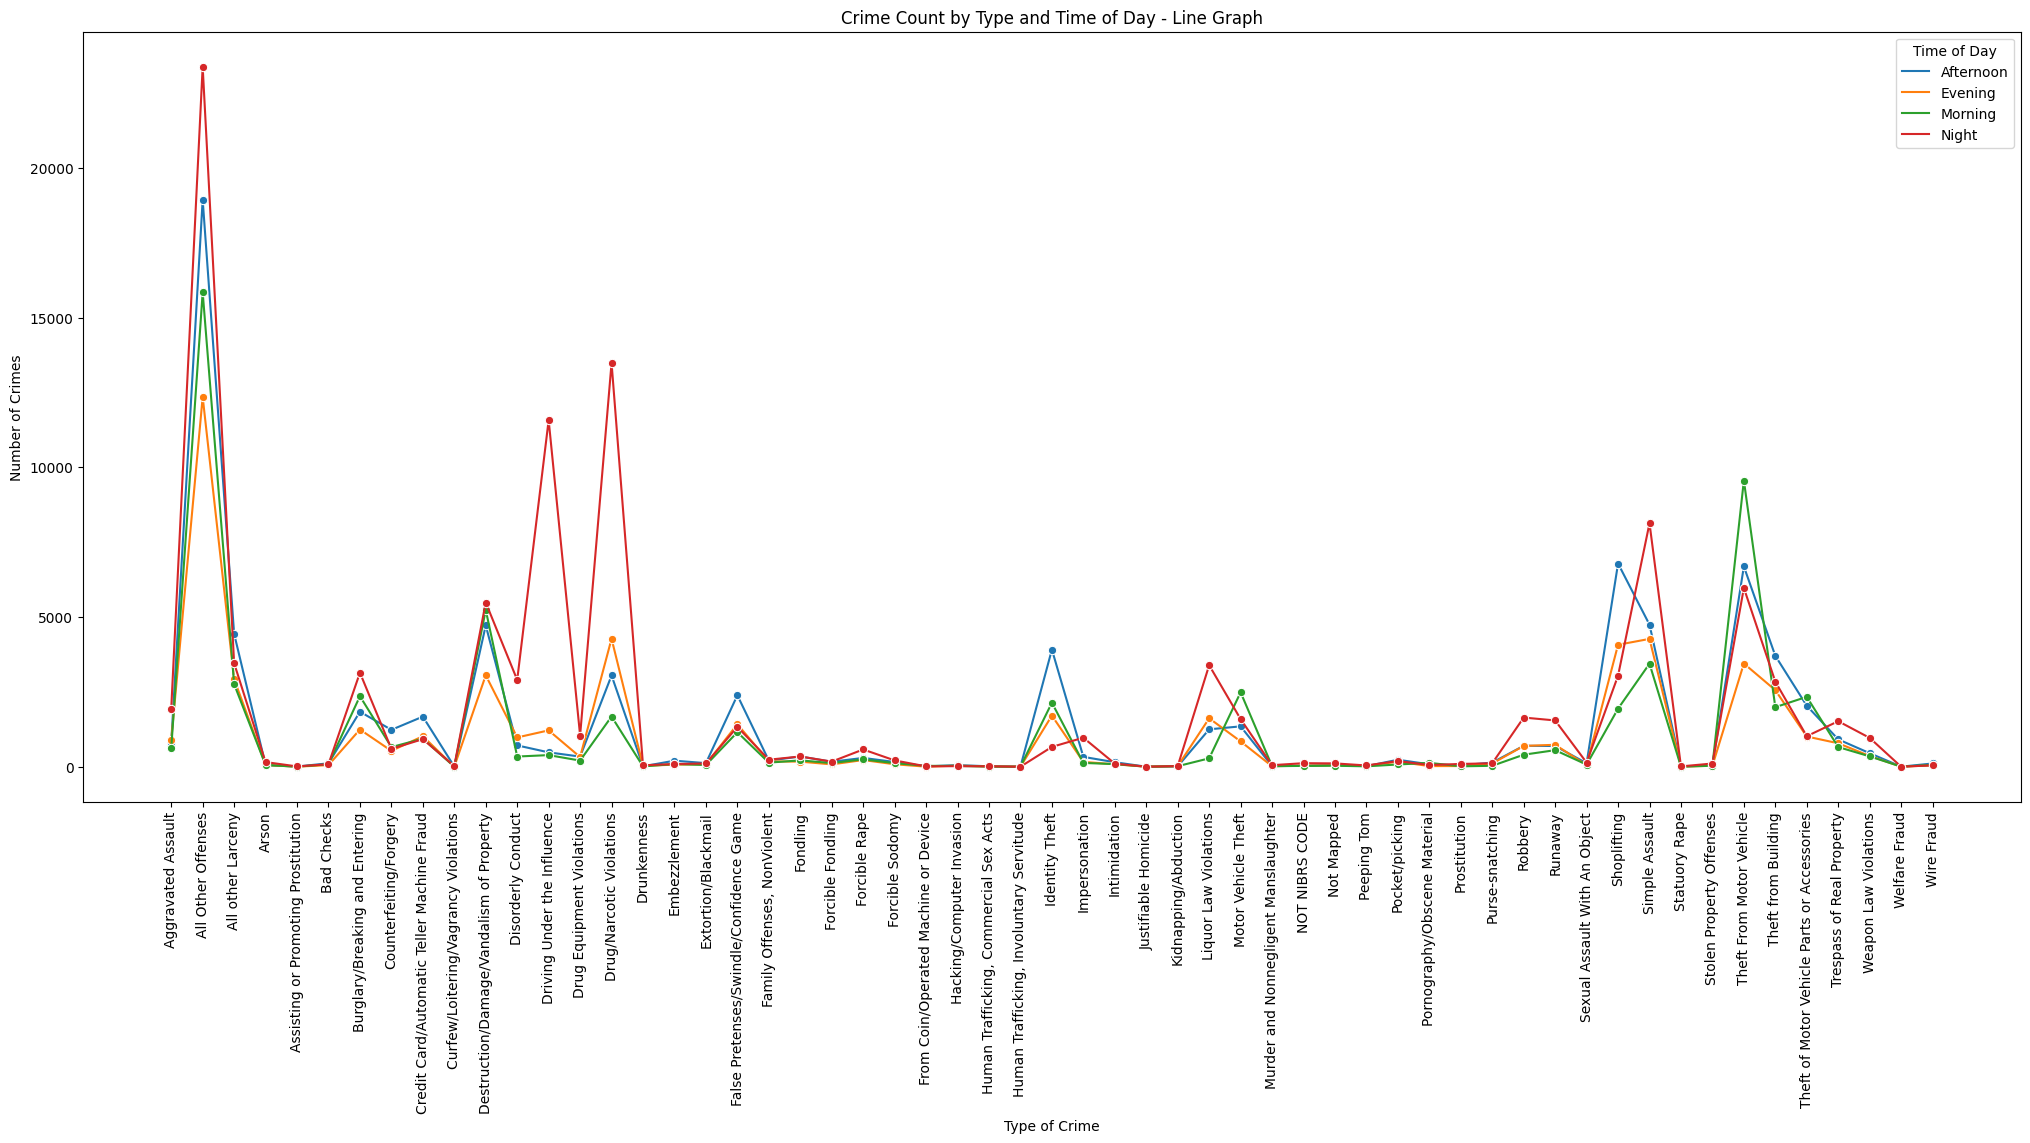 Crime Count by Type and Time of Day - Line Graph
Time of Day
Afternoon
Evening
Morning
Night
Number of Crimes
20000
15000
10000
5000
0
Aggravated Assault
All Other Offenses
All other Larceny
Arson
Assisting or Promoting Prostitution
Bad Checks
Burglary/Breaking and Entering
Counterfeiting/Forgery
Credit Card/Automatic Teller Machine Fraud
Curfew/Loitering/Vagrancy Violations
Destruction/Damage/Vandalism of Property
Disorderly Conduct
Driving Under the Influence
Drug Equipment Violations
Drug/Narcotic Violations
Drunkenness
Embezzlement
Extortion/Blackmail
False Pretenses/Swindle/Confidence Game
Family Offenses, NonViolent
Fondling
Forcible Fondling
Forcible Rape
Forcible Sodomy
From Coin/Operated Machine or Device
Hacking/Computer Invasion
Human Trafficking, Commercial Sex Acts
Human Trafficking, Involuntary Servitude
Identity Theft
Impersonation
Intimidation
Justifiable Homicide
Kidnapping/Abduction
Liquor Law Violations
Motor Vehicle Theft
Murder and Nonnegligent Manslaughter
NOT NIBRS CODE
Not Mapped
Peeping Tom
Pocket/picking
Pornography/Obscene Material
Prostitution
Purse-snatching
Robbery
Runaway
Sexual Assault With An Object
Shoplifting
Simple Assault
Statuory Rape
Stolen Property Offenses
Theft From Motor Vehicle
Theft from Building
Theft of Motor Vehicle Parts or Accessories
Trespass of Real Property
Weapon Law Violations
Welfare Fraud
Wire Fraud
Type of Crime